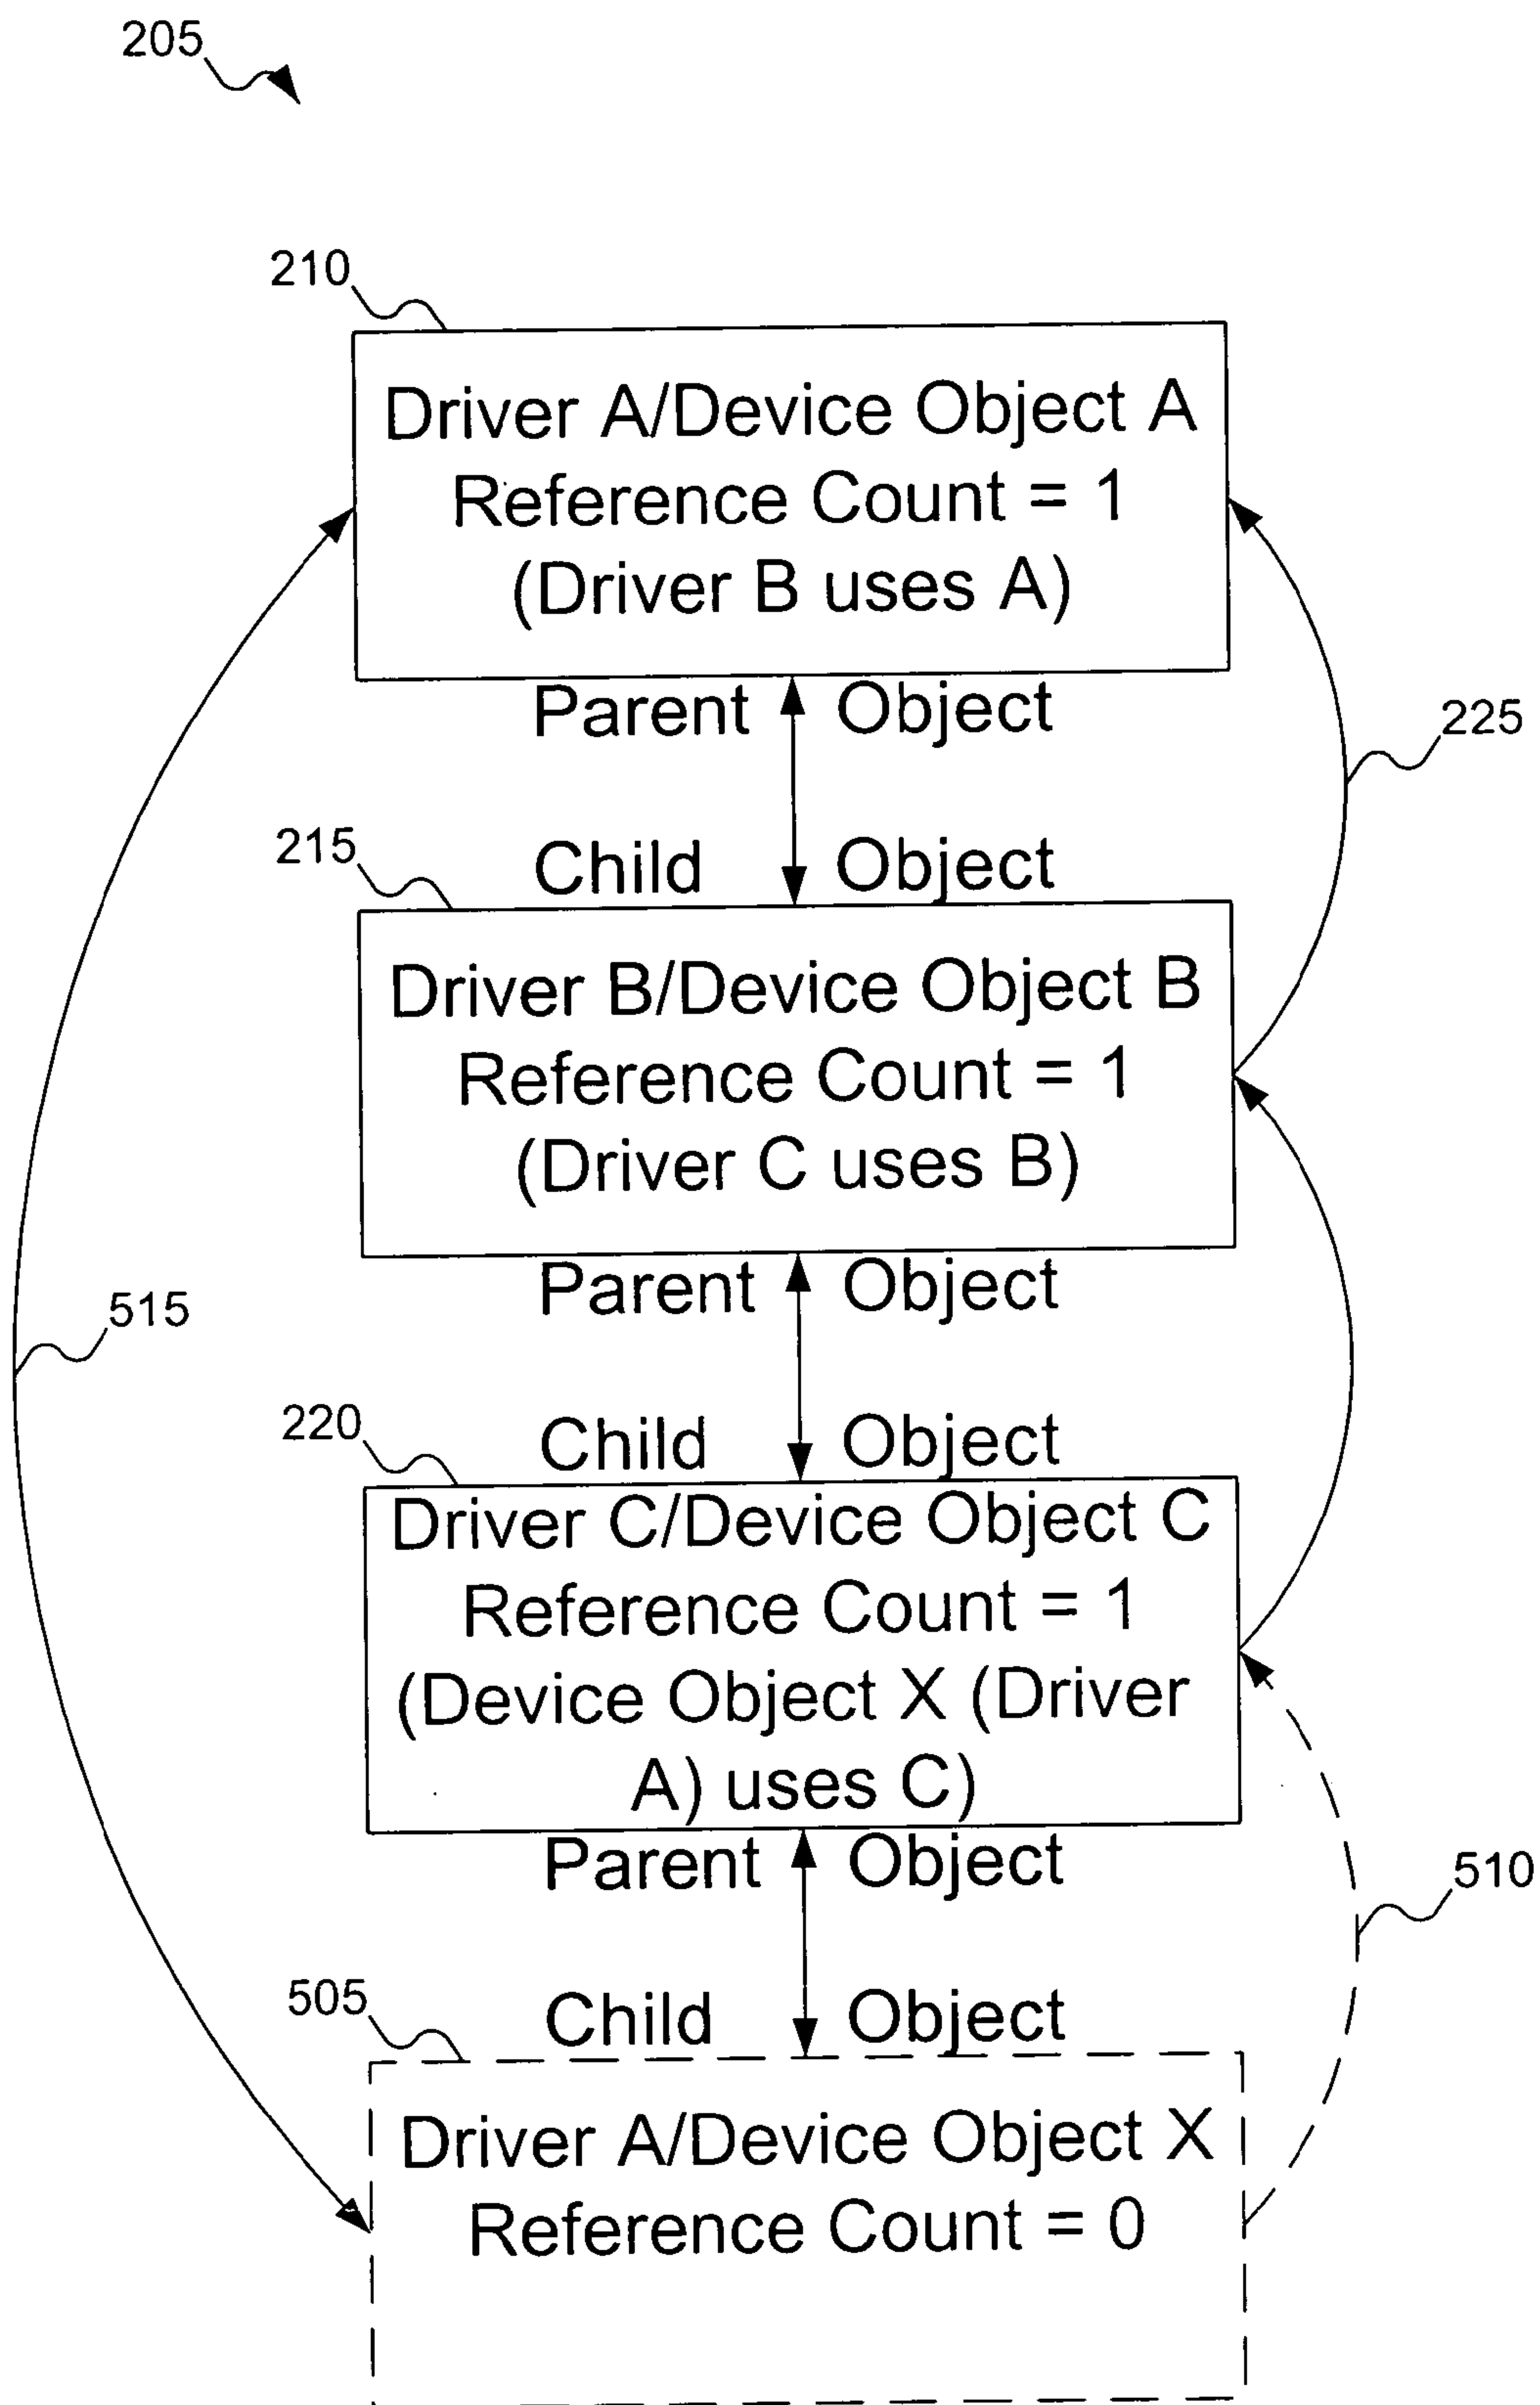 205
210
Driver A/Device Object A
Reference Count = 1
(Driver B uses A)
Parent Object
225
215
Child Object
Driver B/Device Object B
Reference Count = 1
(Driver C uses B)
Parent Object
515
220
Child Object
Driver C/Device Object C
Reference Count = 1
(Device Object X (Driver
A) uses C)
Parent Object
510
505
Child Object
Driver A/Device Object X
Reference Count = 0